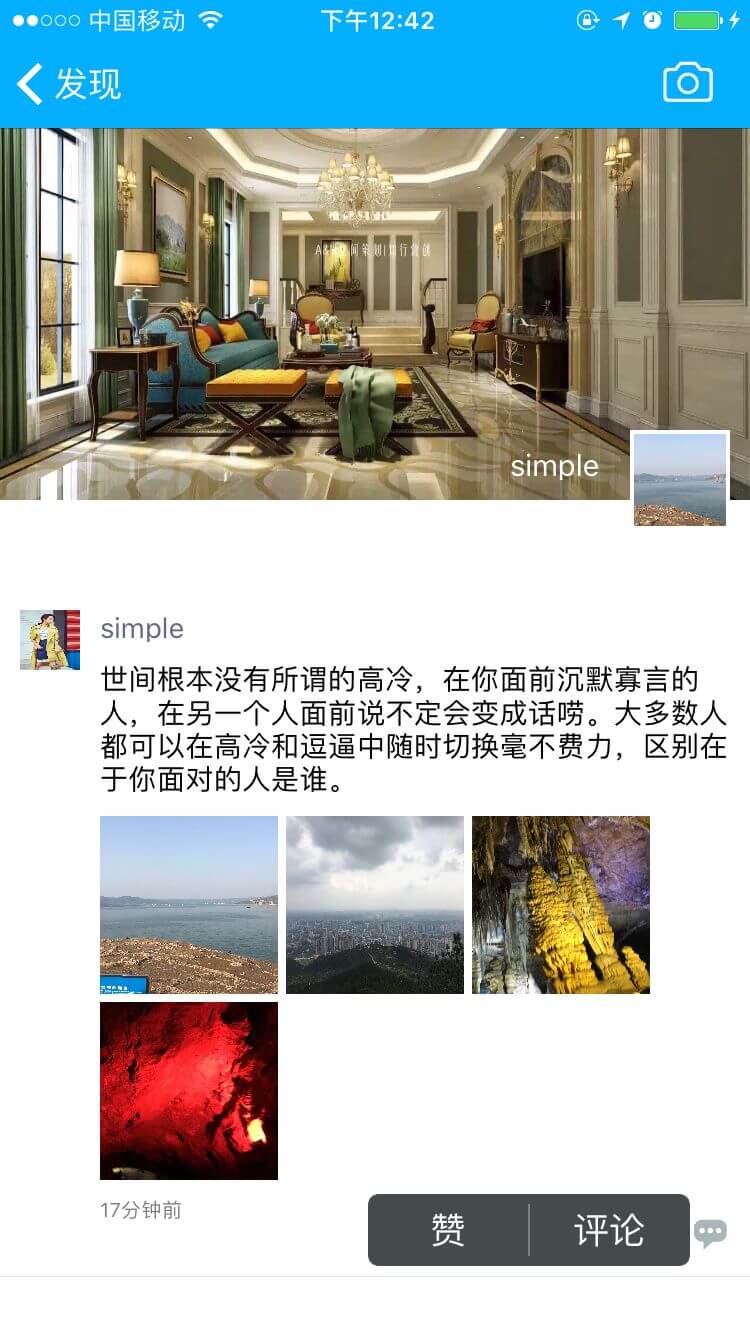 中国移动
下午12:42
发现
simple
simple
世间根本没有所谓的高冷，在你面前沉默寡言的
人，在另一个人面前说不定会变成话唠。大多数人
都可以在高冷和逗逼中随时切换毫不费力，区别在
于你面对的人是谁。
17分钟前
赞
评论